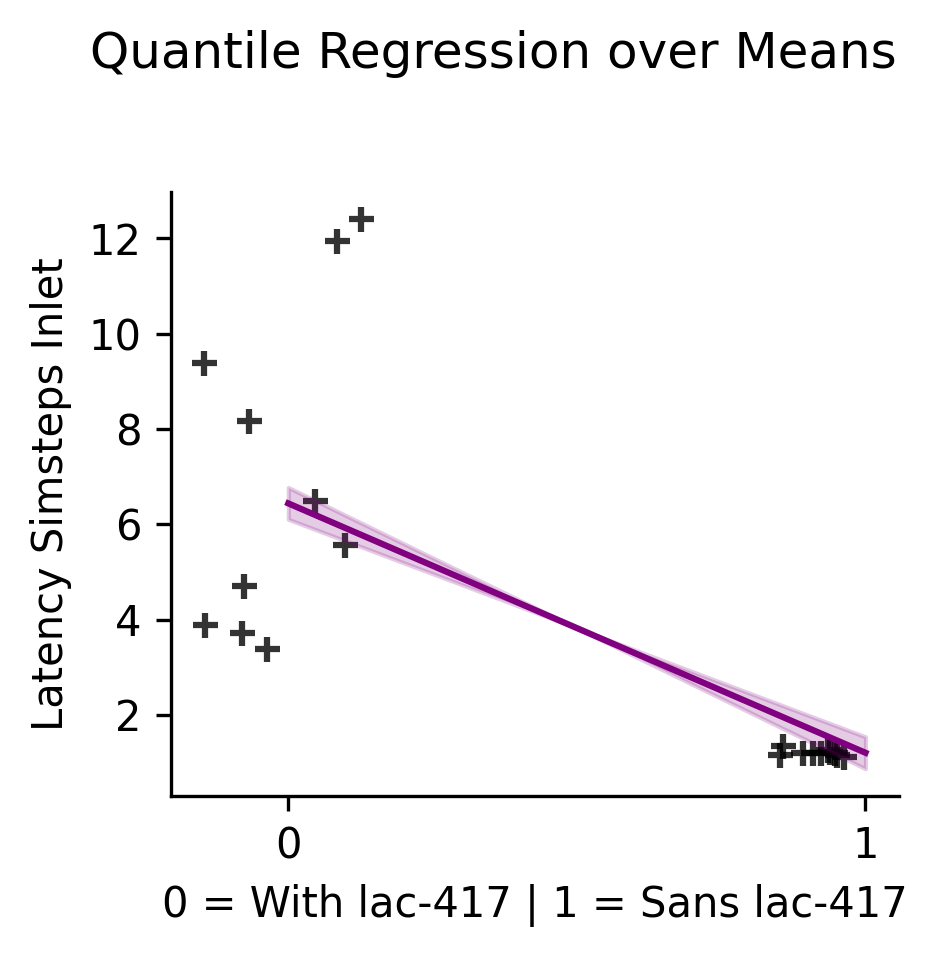 Quantile Regression over Means
Latency Simsteps Inlet
12
10
8
6
4
2
0
1
0 = With lac-417 | 1 = Sans lac-417